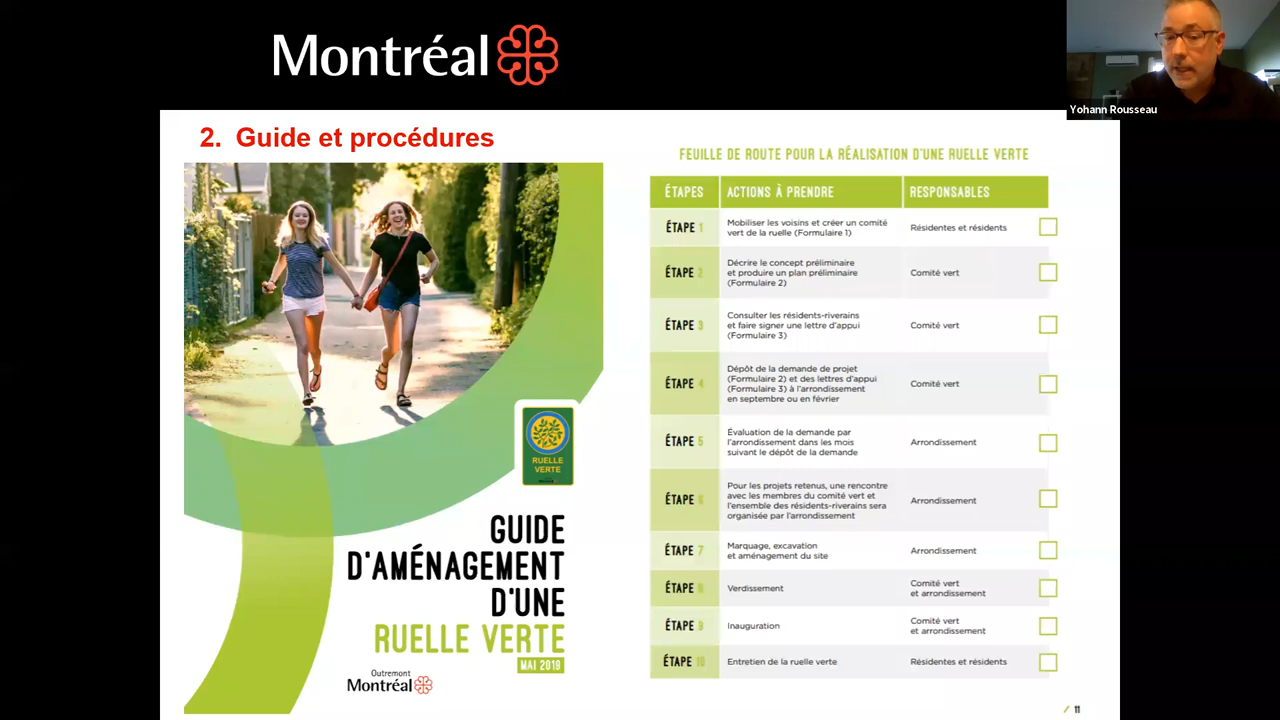 Montréal
Yohann Rousseau
2. Guide et procédures
RUELLE
VERTE
GUIDE
D'AMÉNAGEMENT
D'UNE
RUELLE VERTE
MAI 2019
Outremont
Montréal
FEUILLE DE ROUTE POUR LA RÉALISATION D'UNE RUELLE VERTE
ÉTAPES ACTIONS À PRENDRE RESPONSABLES
ÉTAPE 1
Mobiliser les voisins et créer un comité
vert de la ruelle (Formulaire 1)
Résidentes et résidents
ÉTAPE 2
Décrire le concept préliminaire
et produire un plan préliminaire
(Formulaire 2)
Comité vert
ÉTAPE 3
Consulter les résidents-riverains
et faire signer une lettre d'appui
(Formulaire 3)
Comité vert
ÉTAPE 4
Dépôt de la demande de projet
(Formulaire 2) et des lettres d'appui
(Formulaire 3) à l'arrondissement
en septembre ou en février
Comité vert
ÉTAPE 5
Évaluation de la demande par
l'arrondissement dans les mois
suivant le dépôt de la demande
Arrondissement
ÉTAPE 6
Pour les projets retenus, une rencontre
avec les membres du comité vert et
l'ensemble des résidents-riverains sera
organisée par l'arrondissement
Arrondissement
ÉTAPE 7
Marquage, excavation
et aménagement du site
Arrondissement
ÉTAPE 8
Verdissement
Comité vert
et arrondissement
ÉTAPE 9
Inauguration
Comité vert
et arrondissement
ÉTAPE 10
Entretien de la ruelle verte
Résidentes et résidents
/ 11